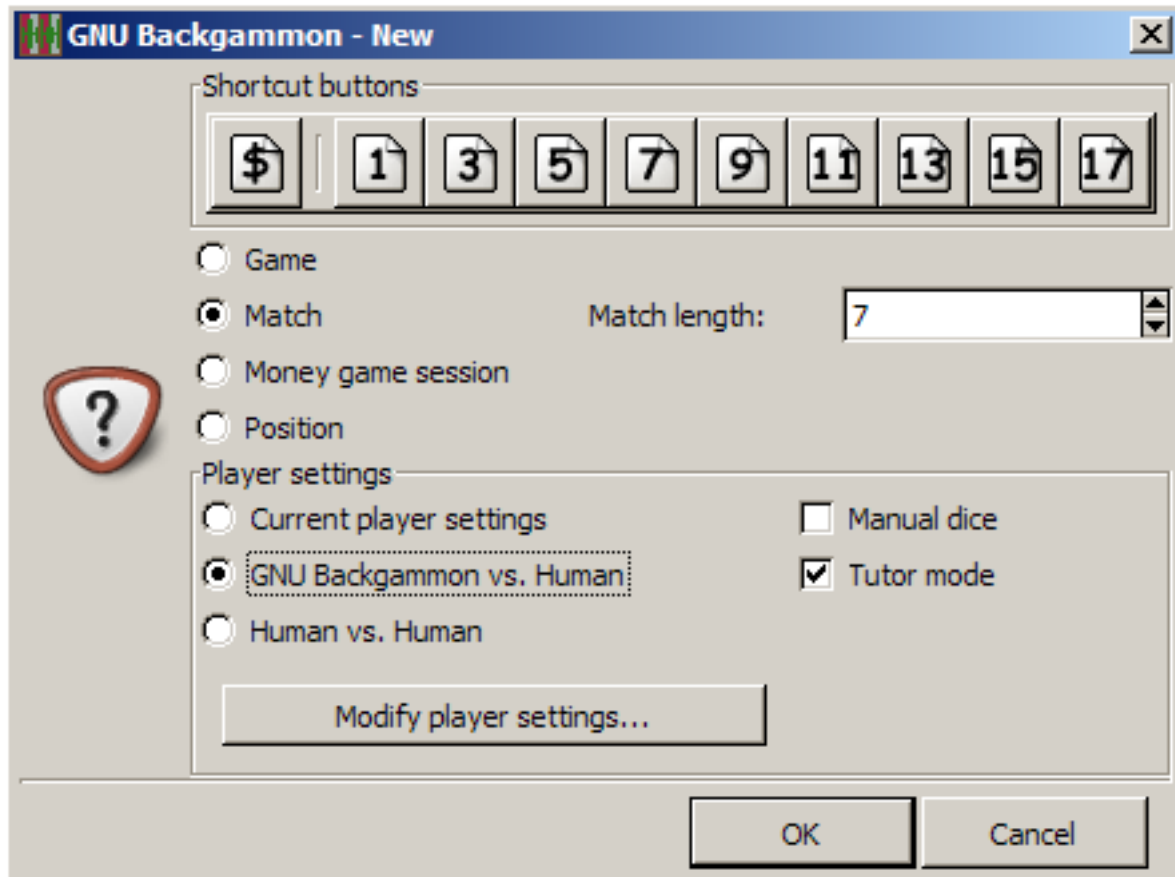 GNU Backgammon - New
Shortcut buttons
$ 1 3 5 7 9 11 13 15 17
Game
Match Match length: 7
Money game session
Position
Player settings
Current player settings Manual dice
GNU Backgammon vs. Human Tutor mode
Human vs. Human
Modify player settings...
OK Cancel